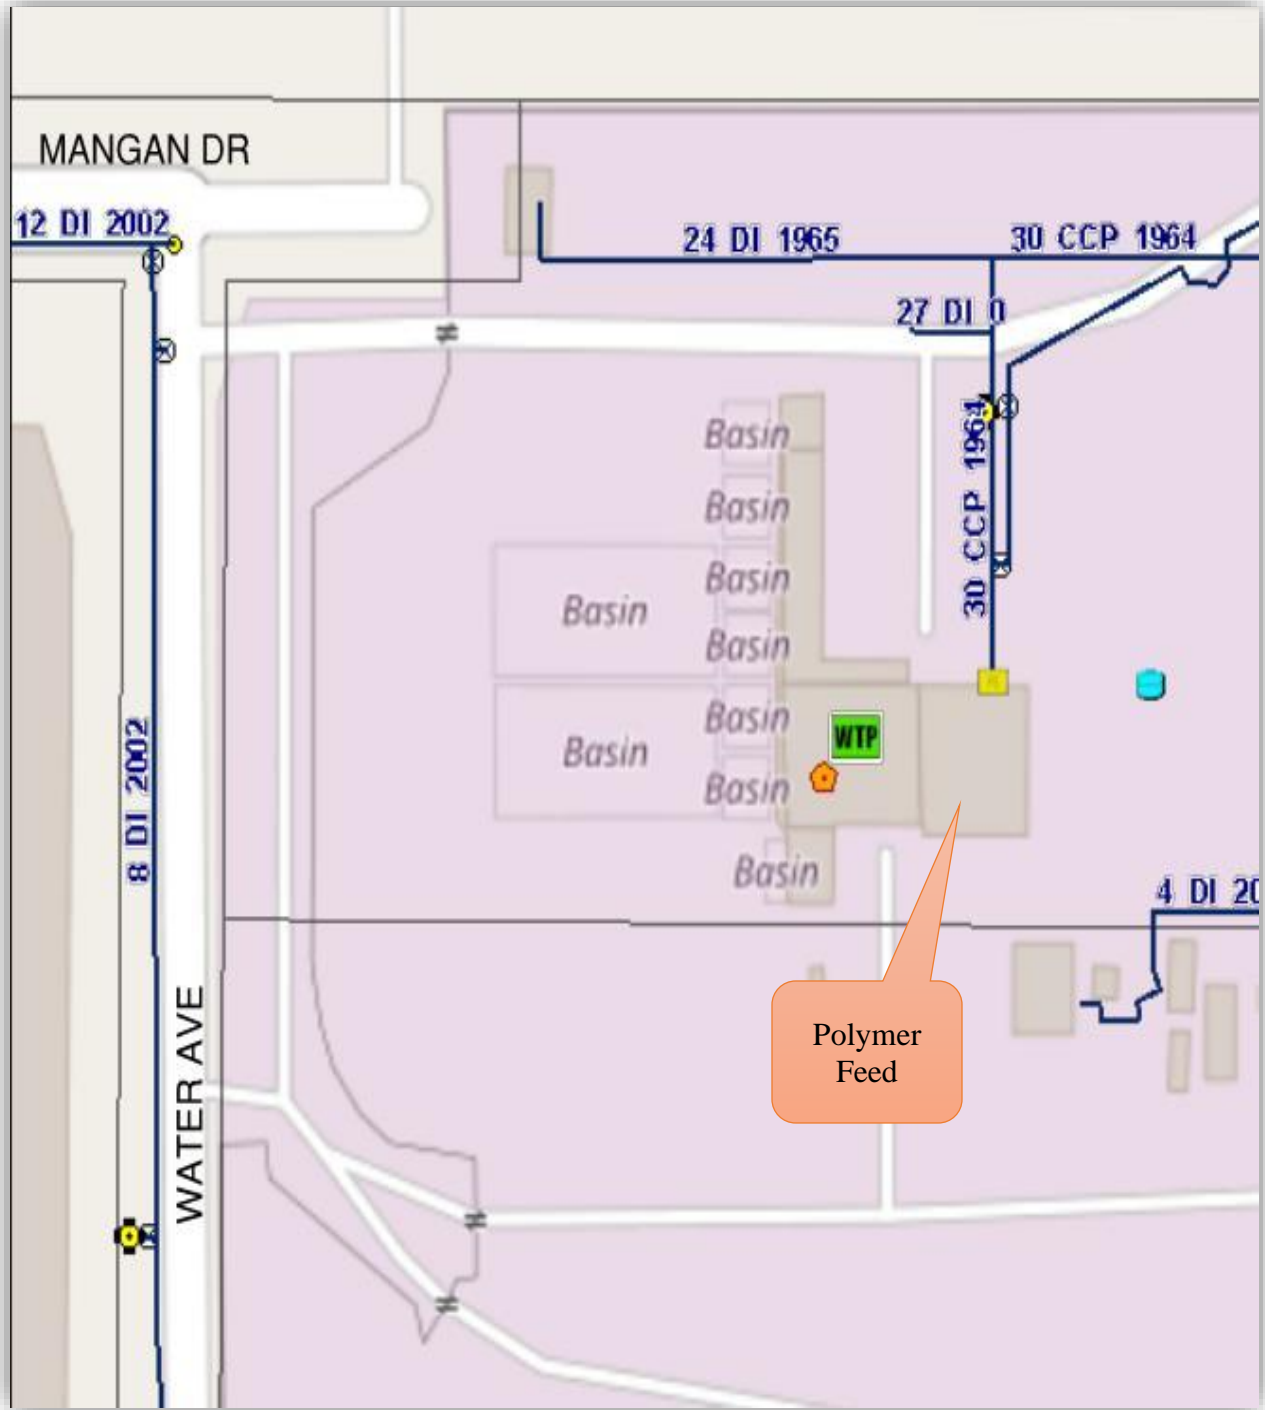 MANGAN DR
12 DI 2002
24 DI 1965
30 CCP 1964
27 DI 0
30 CCP 1964
Basin
Basin
Basin
Basin
Basin
Basin
Basin
WTP
Basin
8 DI 2002
Basin
4 DI 20
WATER AVE
Polymer
Feed